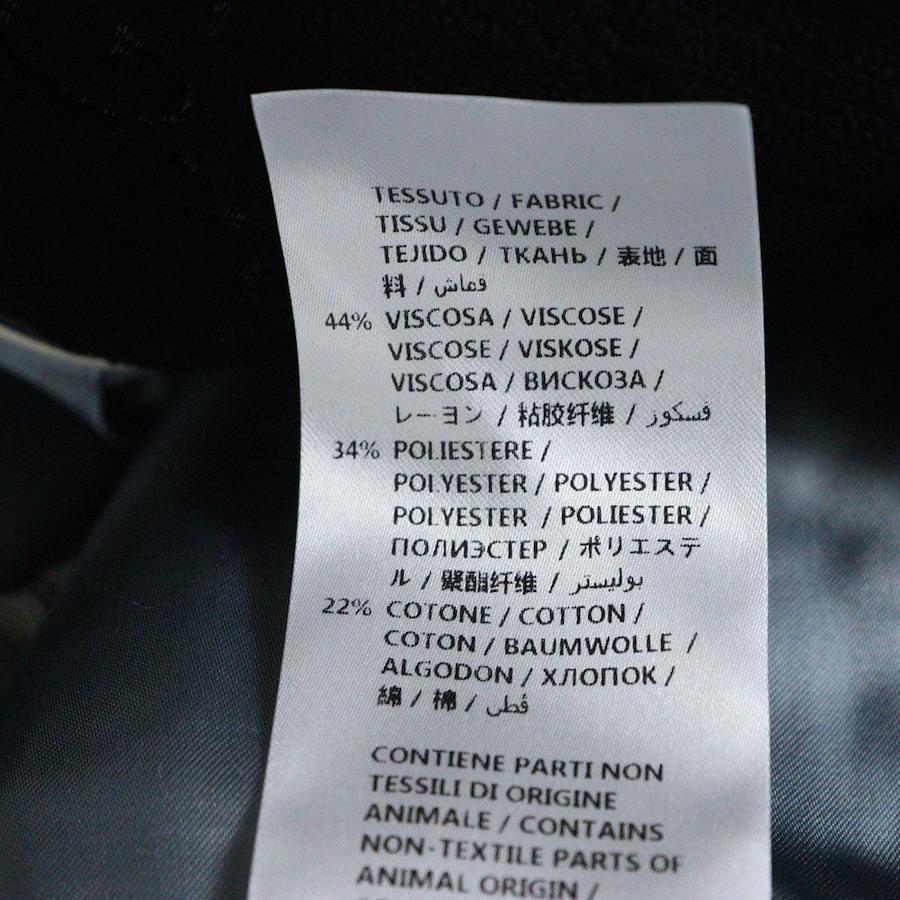 TESSUTO / FABRIC /
TISSU / GEWEBE /
TEJIDO / ТКАНЬ / 表地 / 面
料 / قماش
44% VISCOSA / VISCOSE /
VISCOSE / VISKOSE /
VISCOSA / ВИСКОЗА /
レーヨン / 粘胶纤维 / فسكوز
34% POLIESTERE /
POLYESTER / POLYESTER /
POLYESTER / POLIESTER /
ПОЛИЭСТЕР / ポリエステ
ル / 聚酯纤维 / بوليستر
22% COTONE / COTTON /
COTON / BAUMWOLLE /
ALGODON / ХЛОПОК /
綿 / 棉 / قطن
CONTIENE PARTI NON
TESSILI DI ORIGINE
ANIMALE / CONTAINS
NON-TEXTILE PARTS OF
ANIMAL ORIGIN /